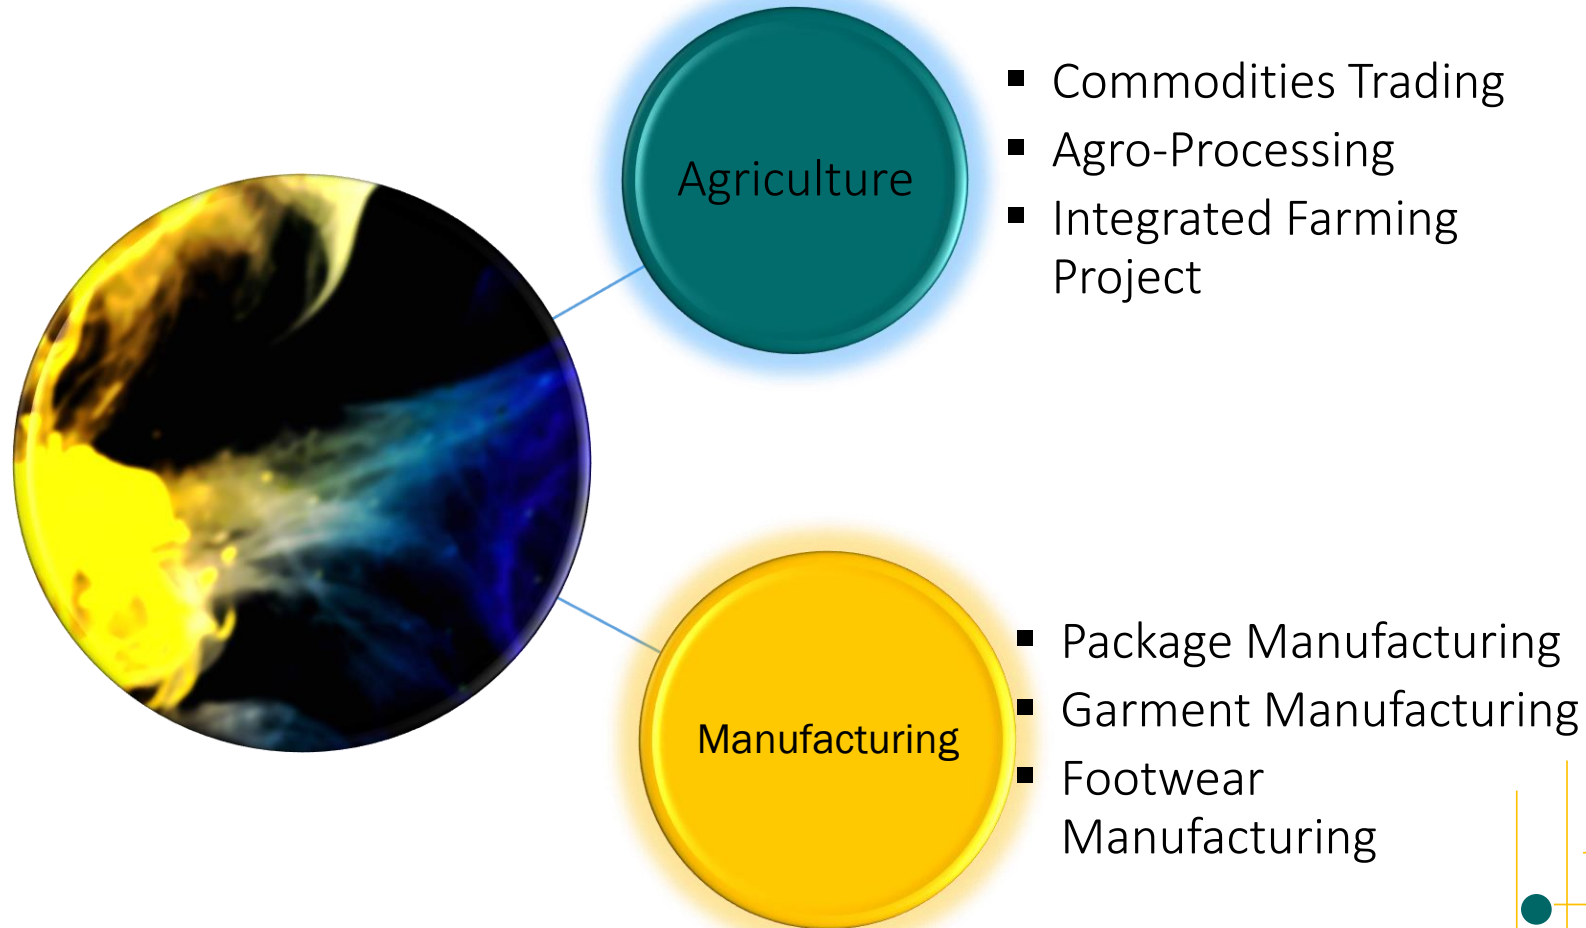 Agriculture
▪ Commodities Trading
▪ Agro-Processing
▪ Integrated Farming
Project
Manufacturing
▪ Package Manufacturing
▪ Garment Manufacturing
▪ Footwear
Manufacturing